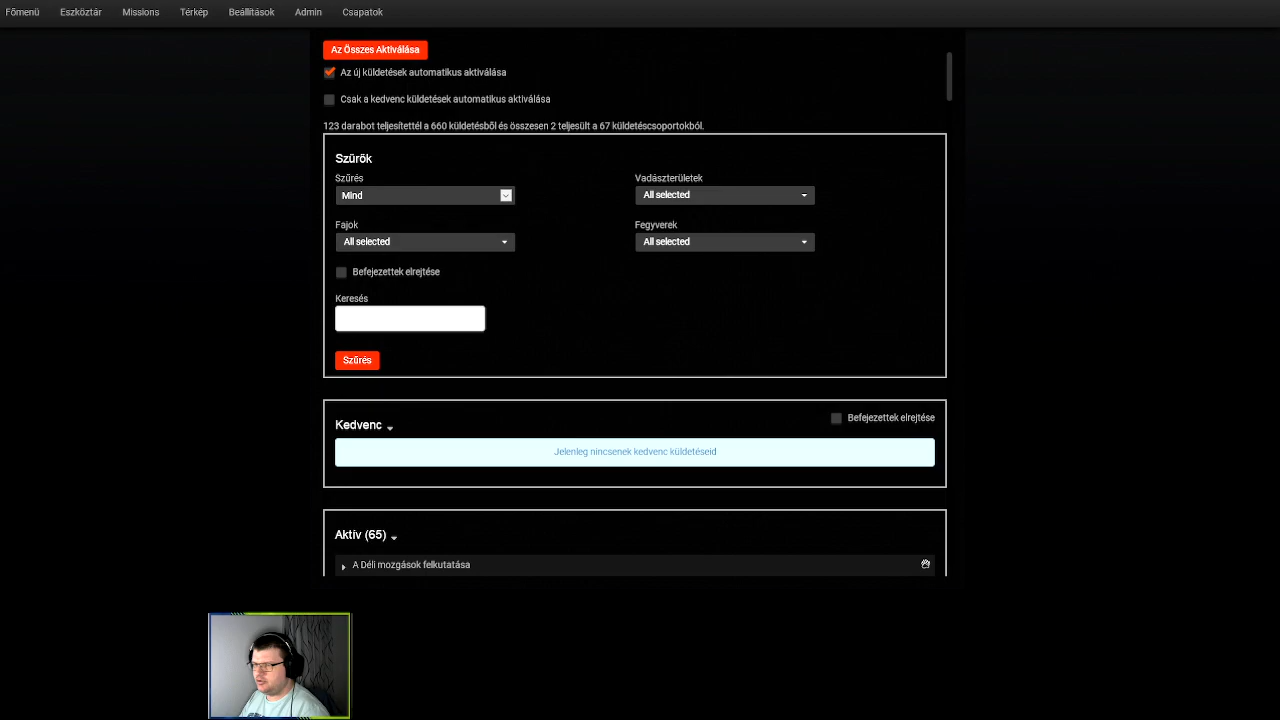 Főmenü Eszköztár Missions Térkép Beállítások Admin Csapatok
Az Összes Aktiválása
Az új küldetések automatikus aktiválása
Csak a kedvenc küldetések automatikus aktiválása
123 darabot teljesítettél a 660 küldetésből és összesen 2 teljesült a 67 küldetéscsoportokból.
Szűrők
Szűrés
Vadászterületek
Mind
All selected
Fajok
Fegyverek
All selected
All selected
Befejezettek elrejtése
Keresés
Szűrés
Kedvenc
Befejezettek elrejtése
Jelenleg nincsenek kedvenc küldetéseid
Aktív (65)
A Déli mozgások felkutatása